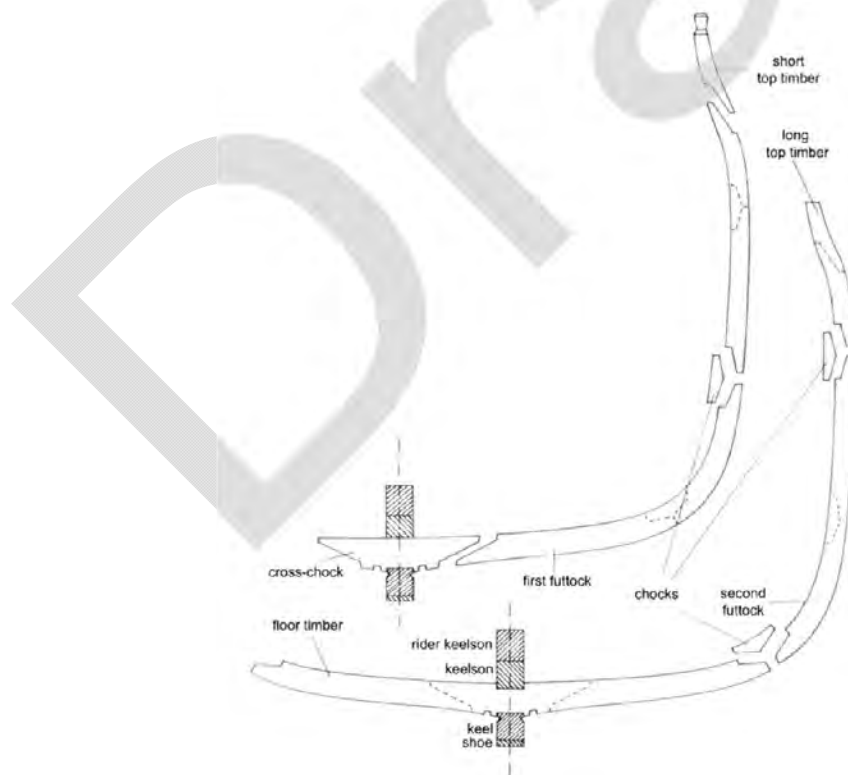 short
top timber
long
top timber
cross-chock
first futtock
chocks
second
futtock
floor timber
rider keelson
keelson
keel
shoe